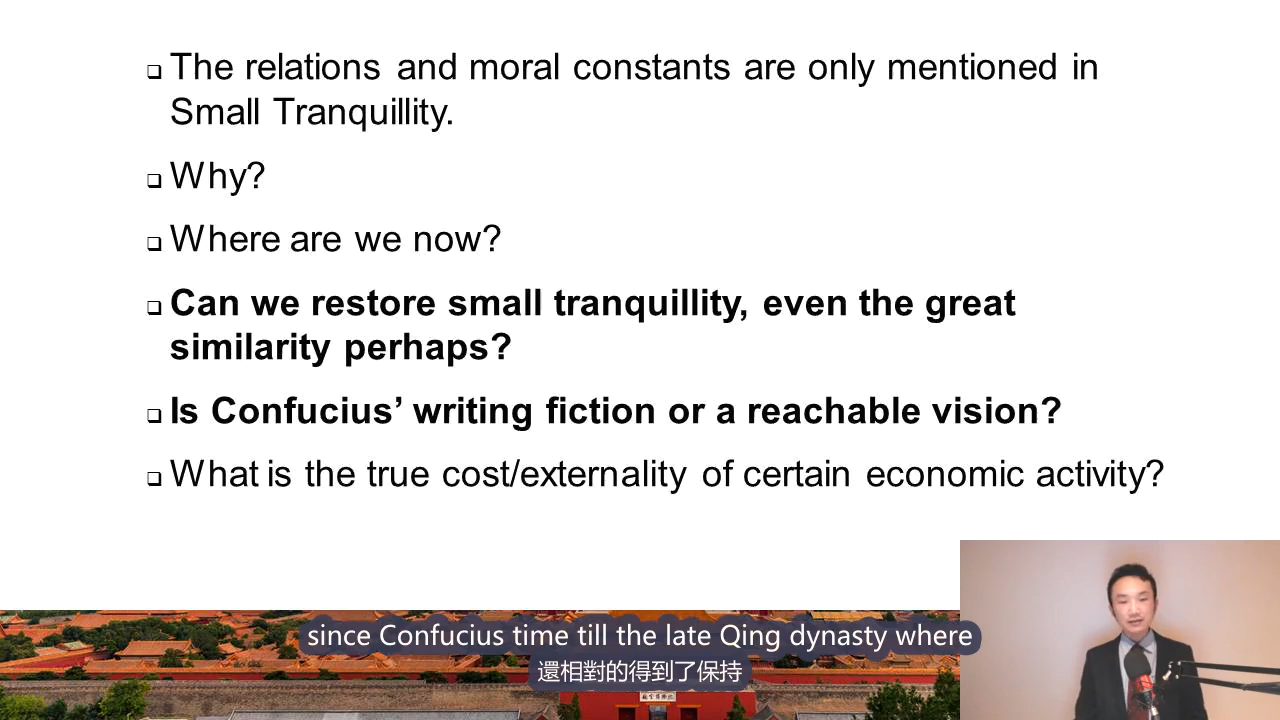 The relations and moral constants are only mentioned in
Small Tranquillity.
Why?
Where are we now?
Can we restore small tranquillity, even the great
similarity perhaps?
Is Confucius’ writing fiction or a reachable vision?
What is the true cost/externality of certain economic activity?
since Confucius time till the late Qing dynasty where
還相對的得到了保持